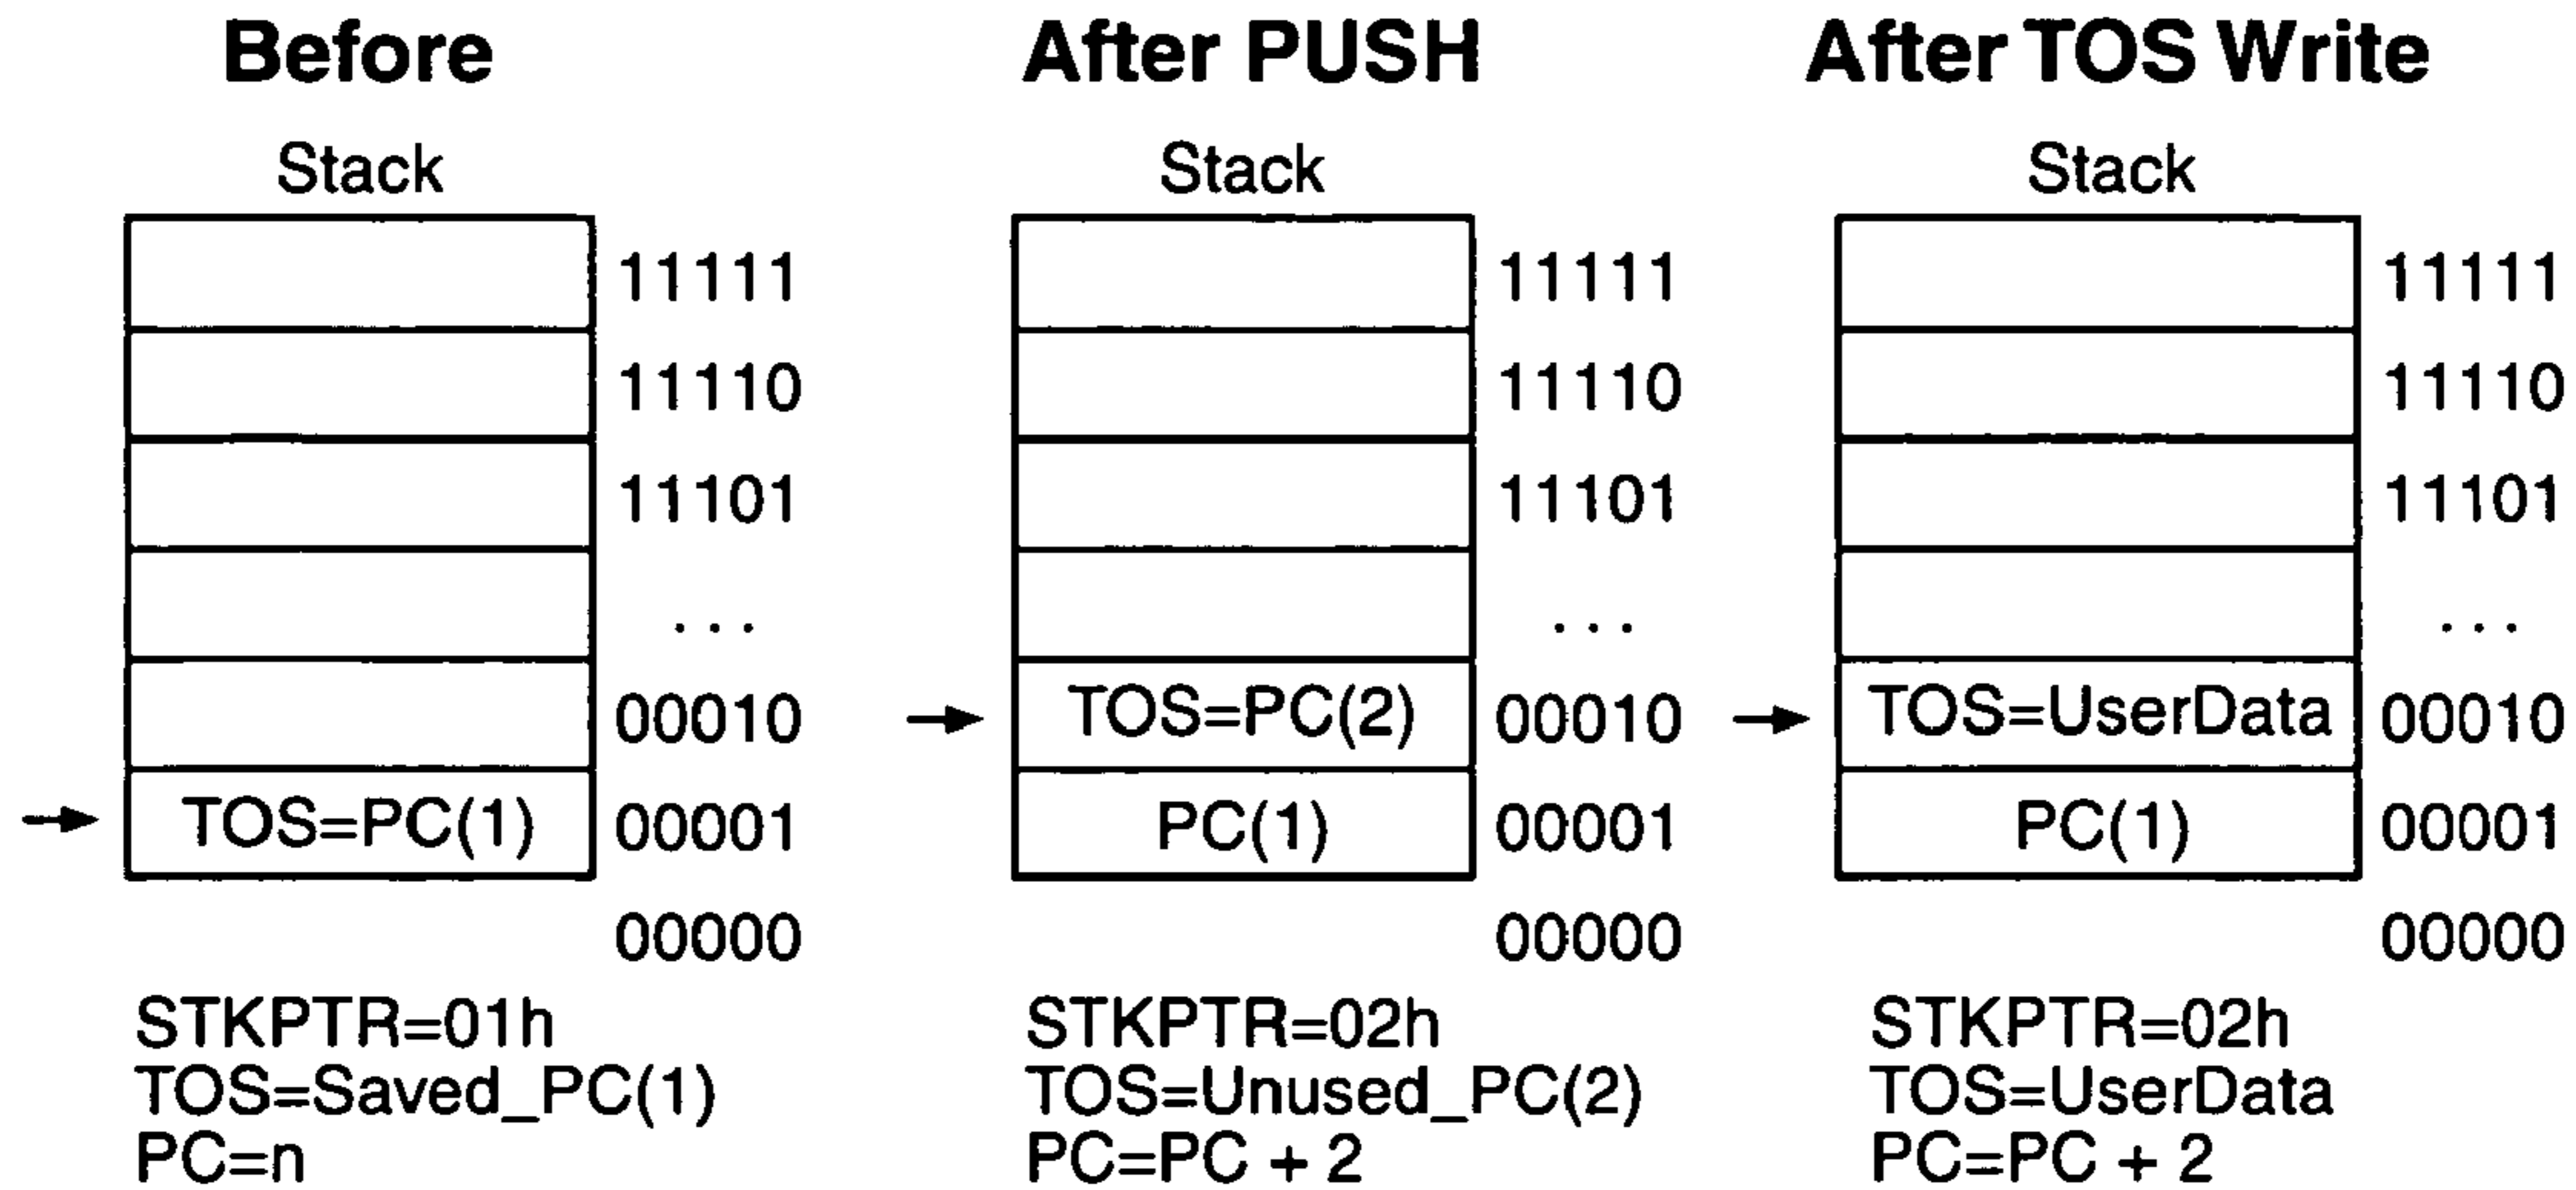 Before
Stack
11111
11110
11101
...
00010
TOS=PC(1) 00001
00000
STKPTR=01h
TOS=Saved_PC(1)
PC=n
After PUSH
Stack
11111
11110
11101
...
TOS=PC(2) 00010
PC(1) 00001
00000
STKPTR=02h
TOS=Unused_PC(2)
PC=PC + 2
After TOS Write
Stack
11111
11110
11101
...
TOS=UserData 00010
PC(1) 00001
00000
STKPTR=02h
TOS=UserData
PC=PC + 2